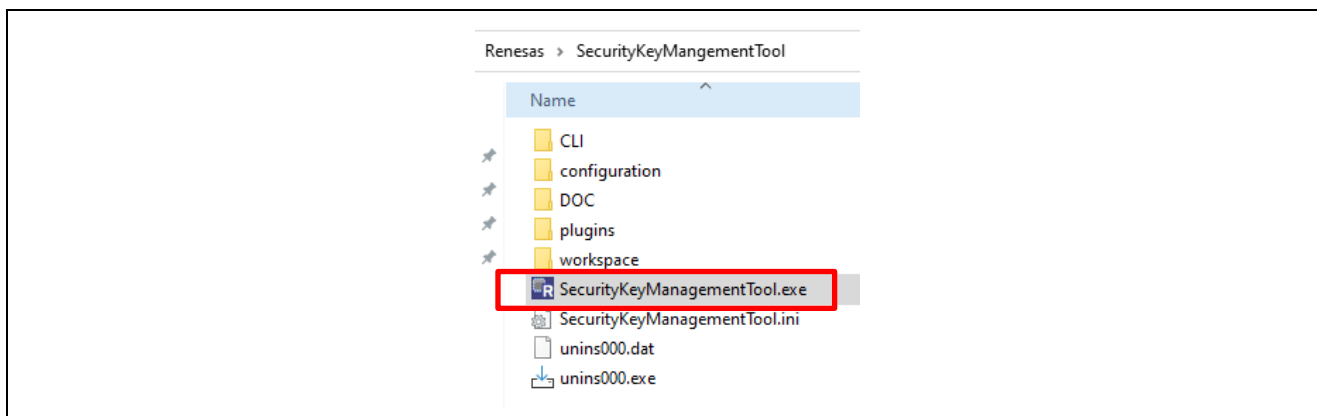 Renesas > SecurityKeyMangementTool
Name
CLI
configuration
DOC
plugins
workspace
SecurityKeyManagementTool.exe
SecurityKeyManagementTool.ini
unins000.dat
unins000.exe